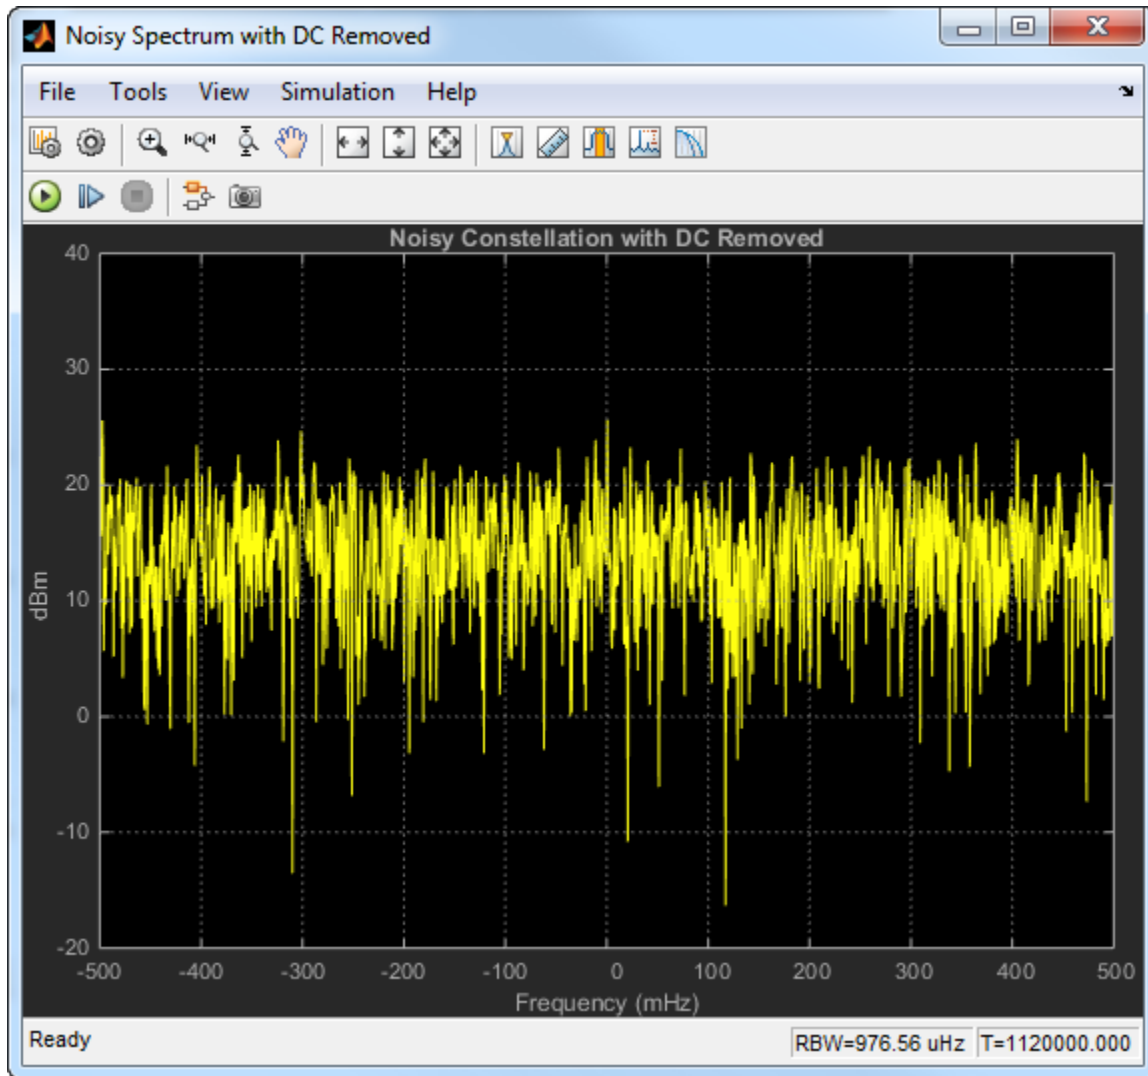 Noisy Spectrum with DC Removed
File Tools View Simulation Help
Noisy Constellation with DC Removed
40
30
20
10
0
-10
-20
dBm
-500 -400 -300 -200 -100 0 100 200 300 400 500
Frequency (mHz)
Ready RBW=976.56 uHz T=1120000.000